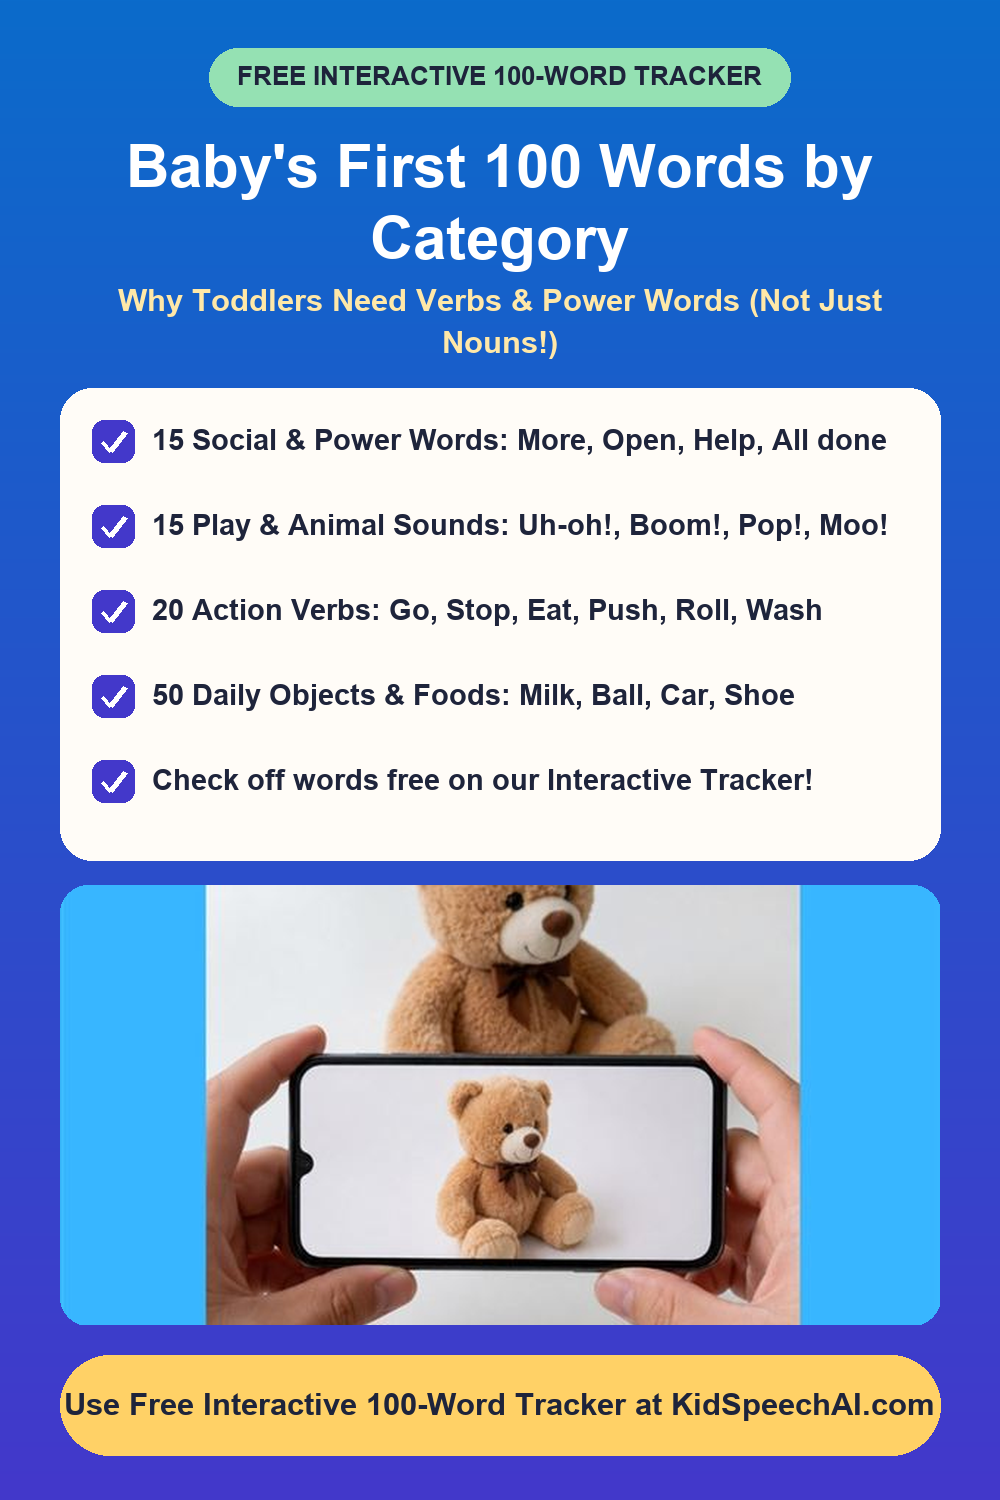 FREE INTERACTIVE 100-WORD TRACKER
Baby's First 100 Words by
Category
Why Toddlers Need Verbs & Power Words (Not Just
Nouns!)
15 Social & Power Words: More, Open, Help, All done
15 Play & Animal Sounds: Uh-oh!, Boom!, Pop!, Moo!
20 Action Verbs: Go, Stop, Eat, Push, Roll, Wash
50 Daily Objects & Foods: Milk, Ball, Car, Shoe
Check off words free on our Interactive Tracker!
Use Free Interactive 100-Word Tracker at KidSpeechAI.com